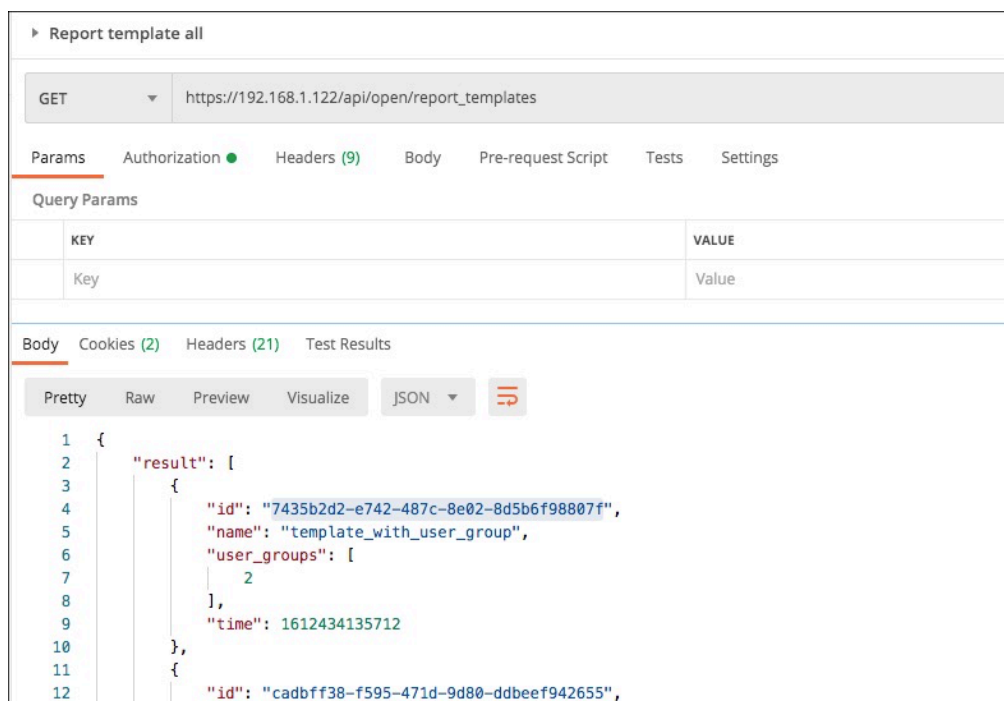 Report template all
GET https://192.168.1.122/api/open/report_templates
Params Authorization Headers (9) Body Pre-request Script Tests Settings
Query Params
KEY VALUE
Key Value
Body Cookies (2) Headers (21) Test Results
Pretty Raw Preview Visualize JSON
1 {
2 "result": [
3 {
4 "id": "7435b2d2-e742-487c-8e02-8d5b6f98807f",
5 "name": "template_with_user_group",
6 "user_groups": [
7 2
8 ],
9 "time": 1612434135712
10 },
11 {
12 "id": "cadbff38-f595-471d-9d80-ddbeef942655",